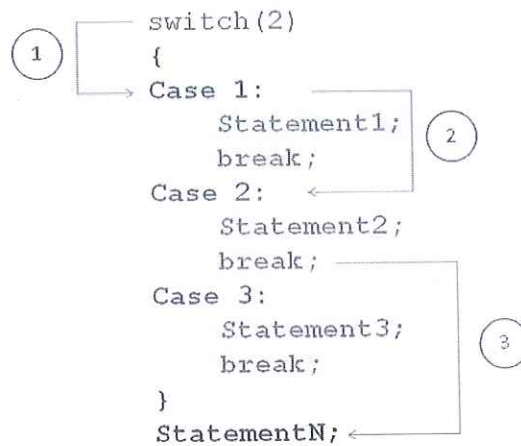 switch(2)
1
{
Case 1:
Statement1;
2
break;
Case 2:
Statement2;
break;
Case 3:
Statement3;
3
break;
}
StatementN;